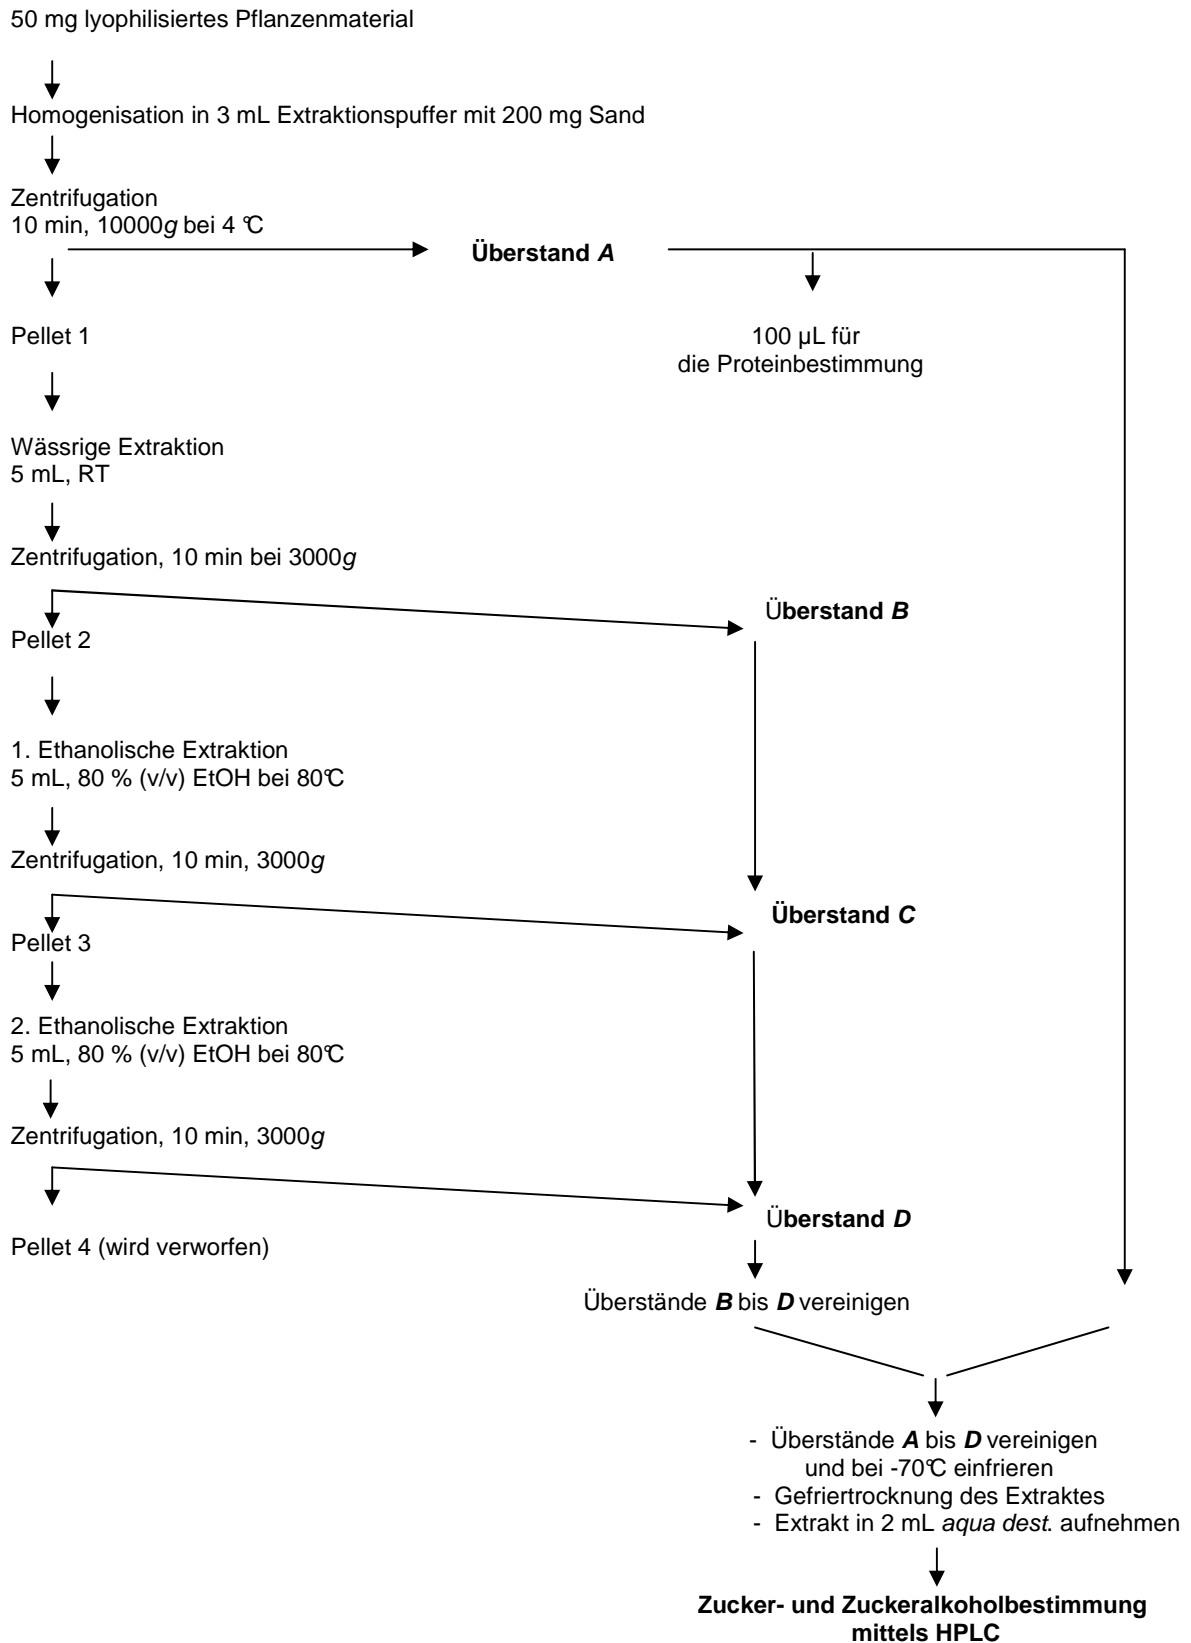 50 mg lyophilisiertes Pflanzenmaterial
Homogenisation in 3 mL Extraktionspuffer mit 200 mg Sand
Zentrifugation
10 min, 10000g bei 4 °C
Überstand A
Pellet 1
100 µL für
die Proteinbestimmung
Wässrige Extraktion
5 mL, RT
Zentrifugation, 10 min bei 3000g
Überstand B
Pellet 2
1. Ethanolische Extraktion
5 mL, 80 % (v/v) EtOH bei 80°C
Zentrifugation, 10 min, 3000g
Überstand C
Pellet 3
2. Ethanolische Extraktion
5 mL, 80 % (v/v) EtOH bei 80°C
Zentrifugation, 10 min, 3000g
Überstand D
Pellet 4 (wird verworfen)
Überstände B bis D vereinigen
- Überstände A bis D vereinigen
und bei -70°C einfrieren
- Gefriertrocknung des Extraktes
- Extrakt in 2 mL aqua dest. aufnehmen
Zucker- und Zuckeralkoholbestimmung
mittels HPLC